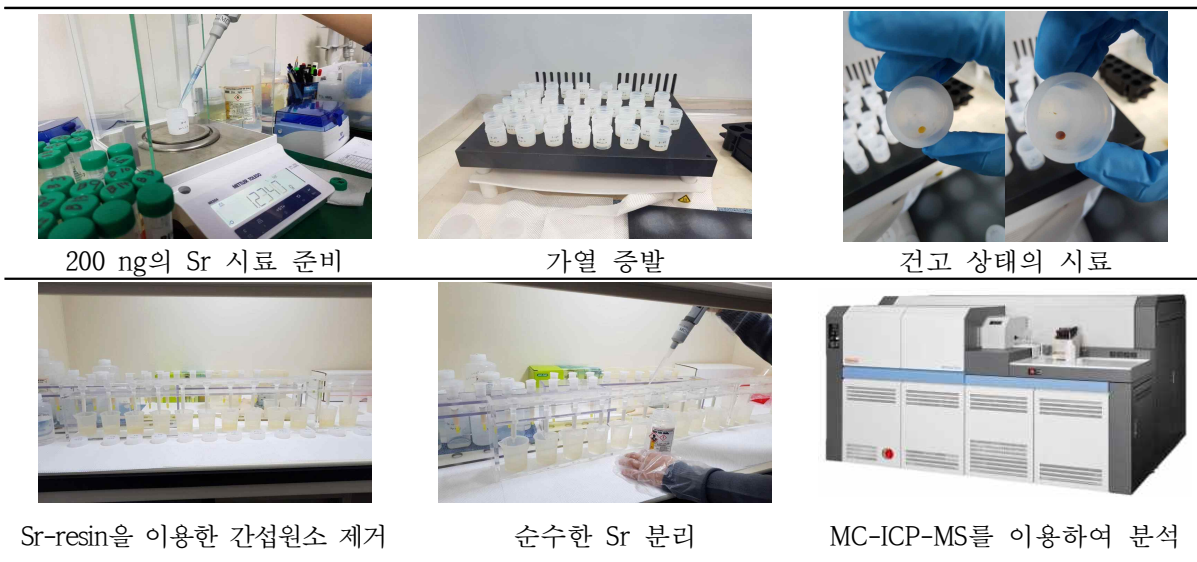 METTLER TOLEDO
200 ng의 Sr 시료 준비
가열 증발
건고 상태의 시료
Sr-resin을 이용한 간섭원소 제거
순수한 Sr 분리
MC-ICP-MS를 이용하여 분석